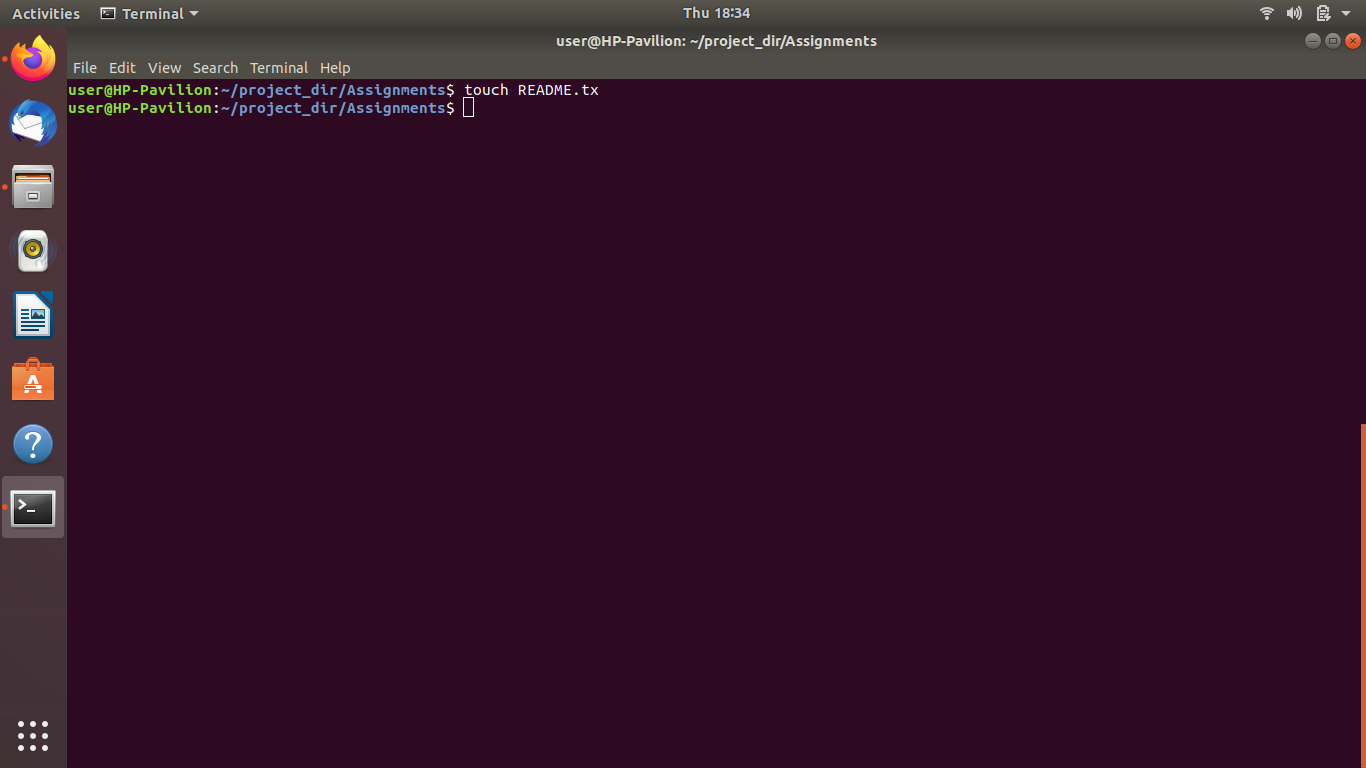 Activities Terminal Thu 18:34
user@HP-Pavilion: ~/project_dir/Assignments
File Edit View Search Terminal Help
user@HP-Pavilion:~/project_dir/Assignments$ touch README.tx
user@HP-Pavilion:~/project_dir/Assignments$